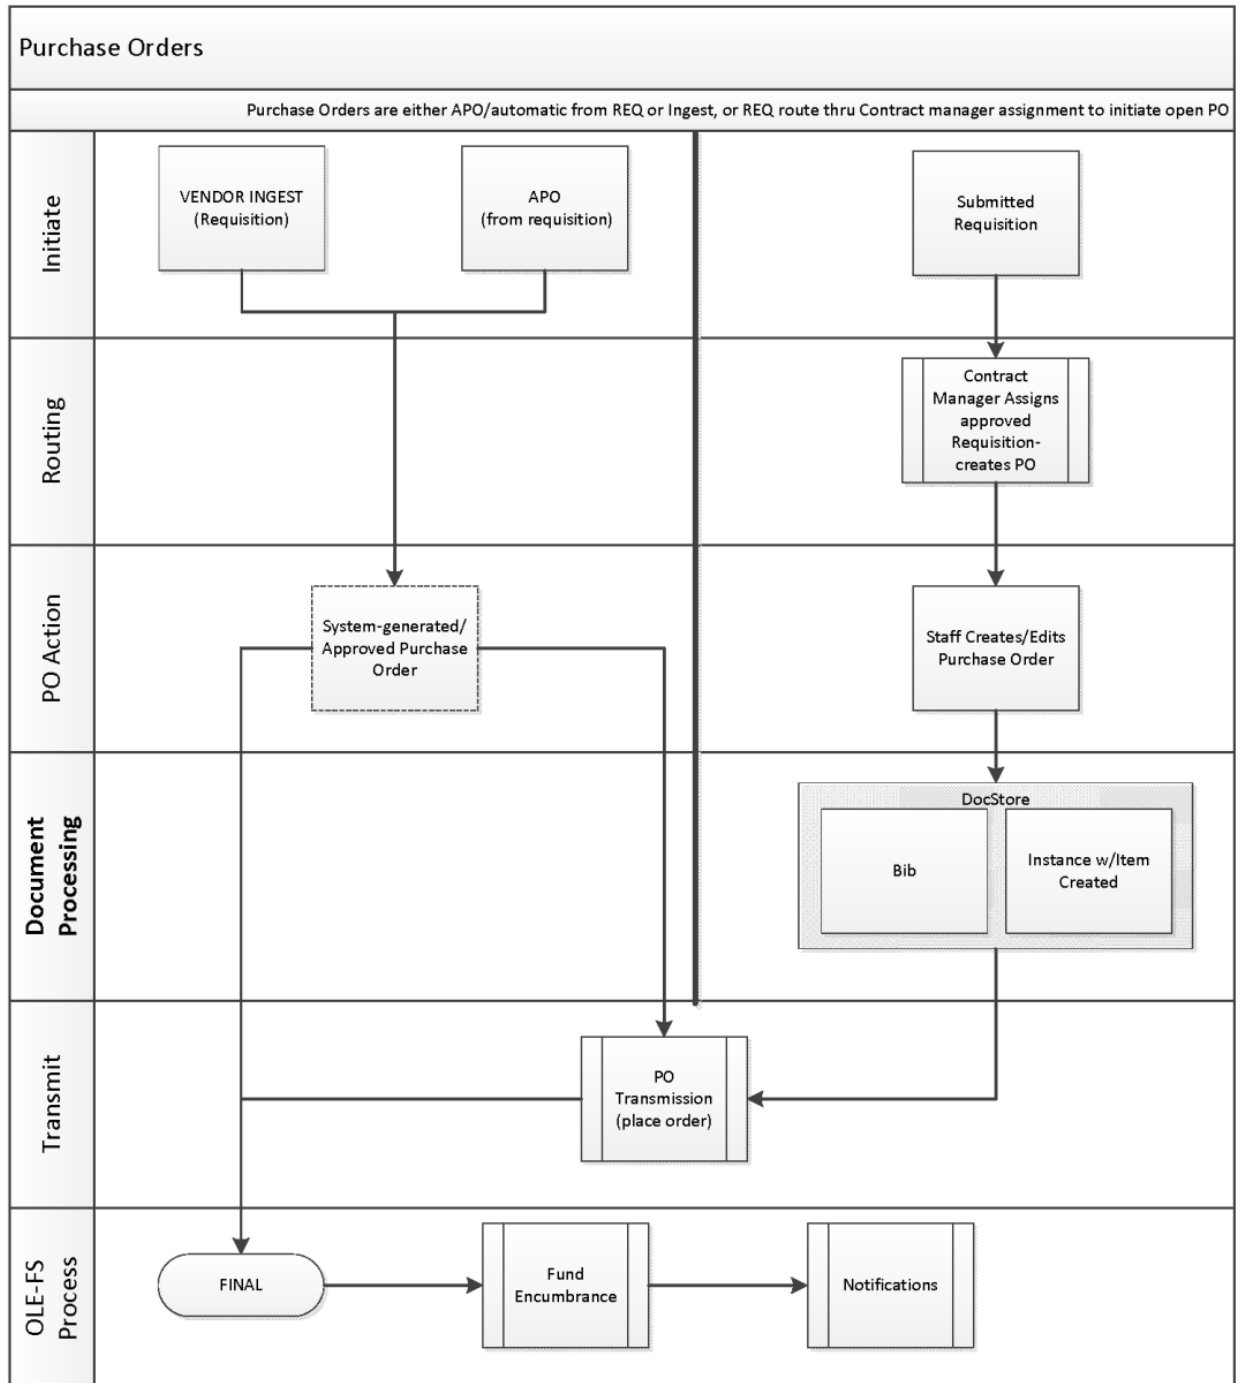 Purchase Orders
Purchase Orders are either APO/automatic from REQ or Ingest, or REQ route thru Contract manager assignment to initiate open PO
Initiate
VENDOR INGEST
(Requisition)
APO
(from requisition)
Submitted
Requisition
Routing
Contract
Manager Assigns
approved
Requisition-
creates PO
PO Action
System-generated/
Approved Purchase
Order
Staff Creates/Edits
Purchase Order
Document
Processing
DocStore
Bib
Instance w/Item
Created
Transmit
PO
Transmission
(place order)
OLE-FS
Process
FINAL
Fund
Encumbrance
Notifications